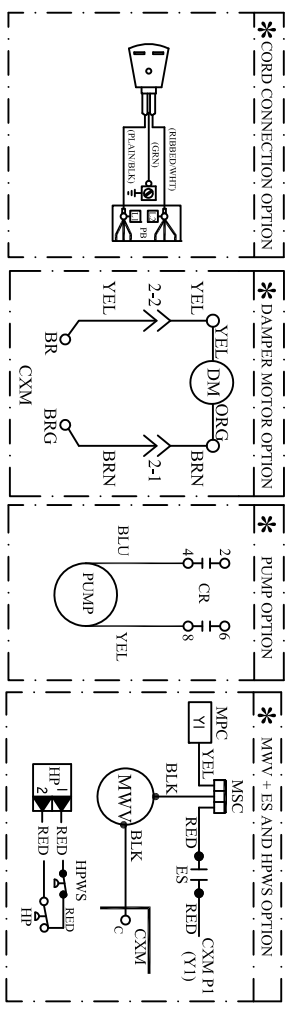 *CORD CONNECTION OPTION
(RIBBED/WHT)
(GRN)
(PLAIN/BLK)
L
PB
* DAMPER MOTOR OPTION
YEL
2-2
YEL
YEL
DM
ORG
BR
BRG
CXM
BRN
2-1
BRN
* PUMP OPTION
2
6
CR
4
8
BLU
PUMP
YEL
* MWV + ES AND HPWS OPTION
MPC
Y1
YEL
MSC
BLK
RED
ES
RED
CXM P1
(Y1)
MWV
BLK
C
CXM
HP
1
2
RED
RED
HPWS
RED
HP